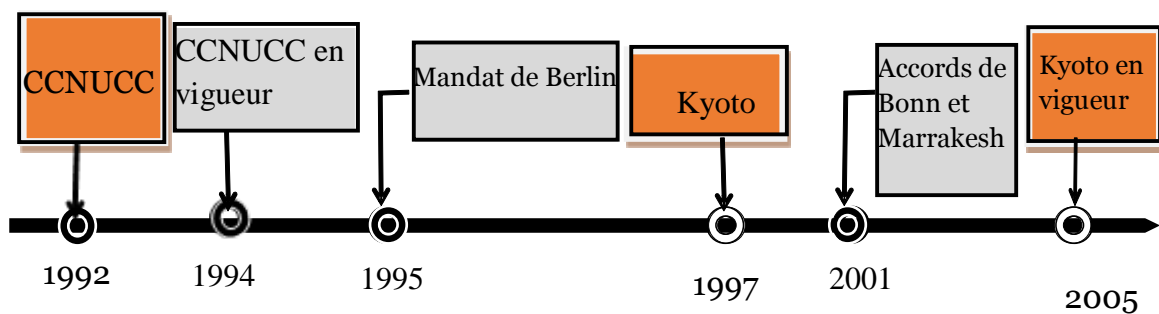 CCNUCC
CCNUCC en
vigueur
Mandat de Berlin
Kyoto
Accords de
Bonn et
Marrakesh
Kyoto en
vigueur
1992
1994
1995
1997
2001
2005